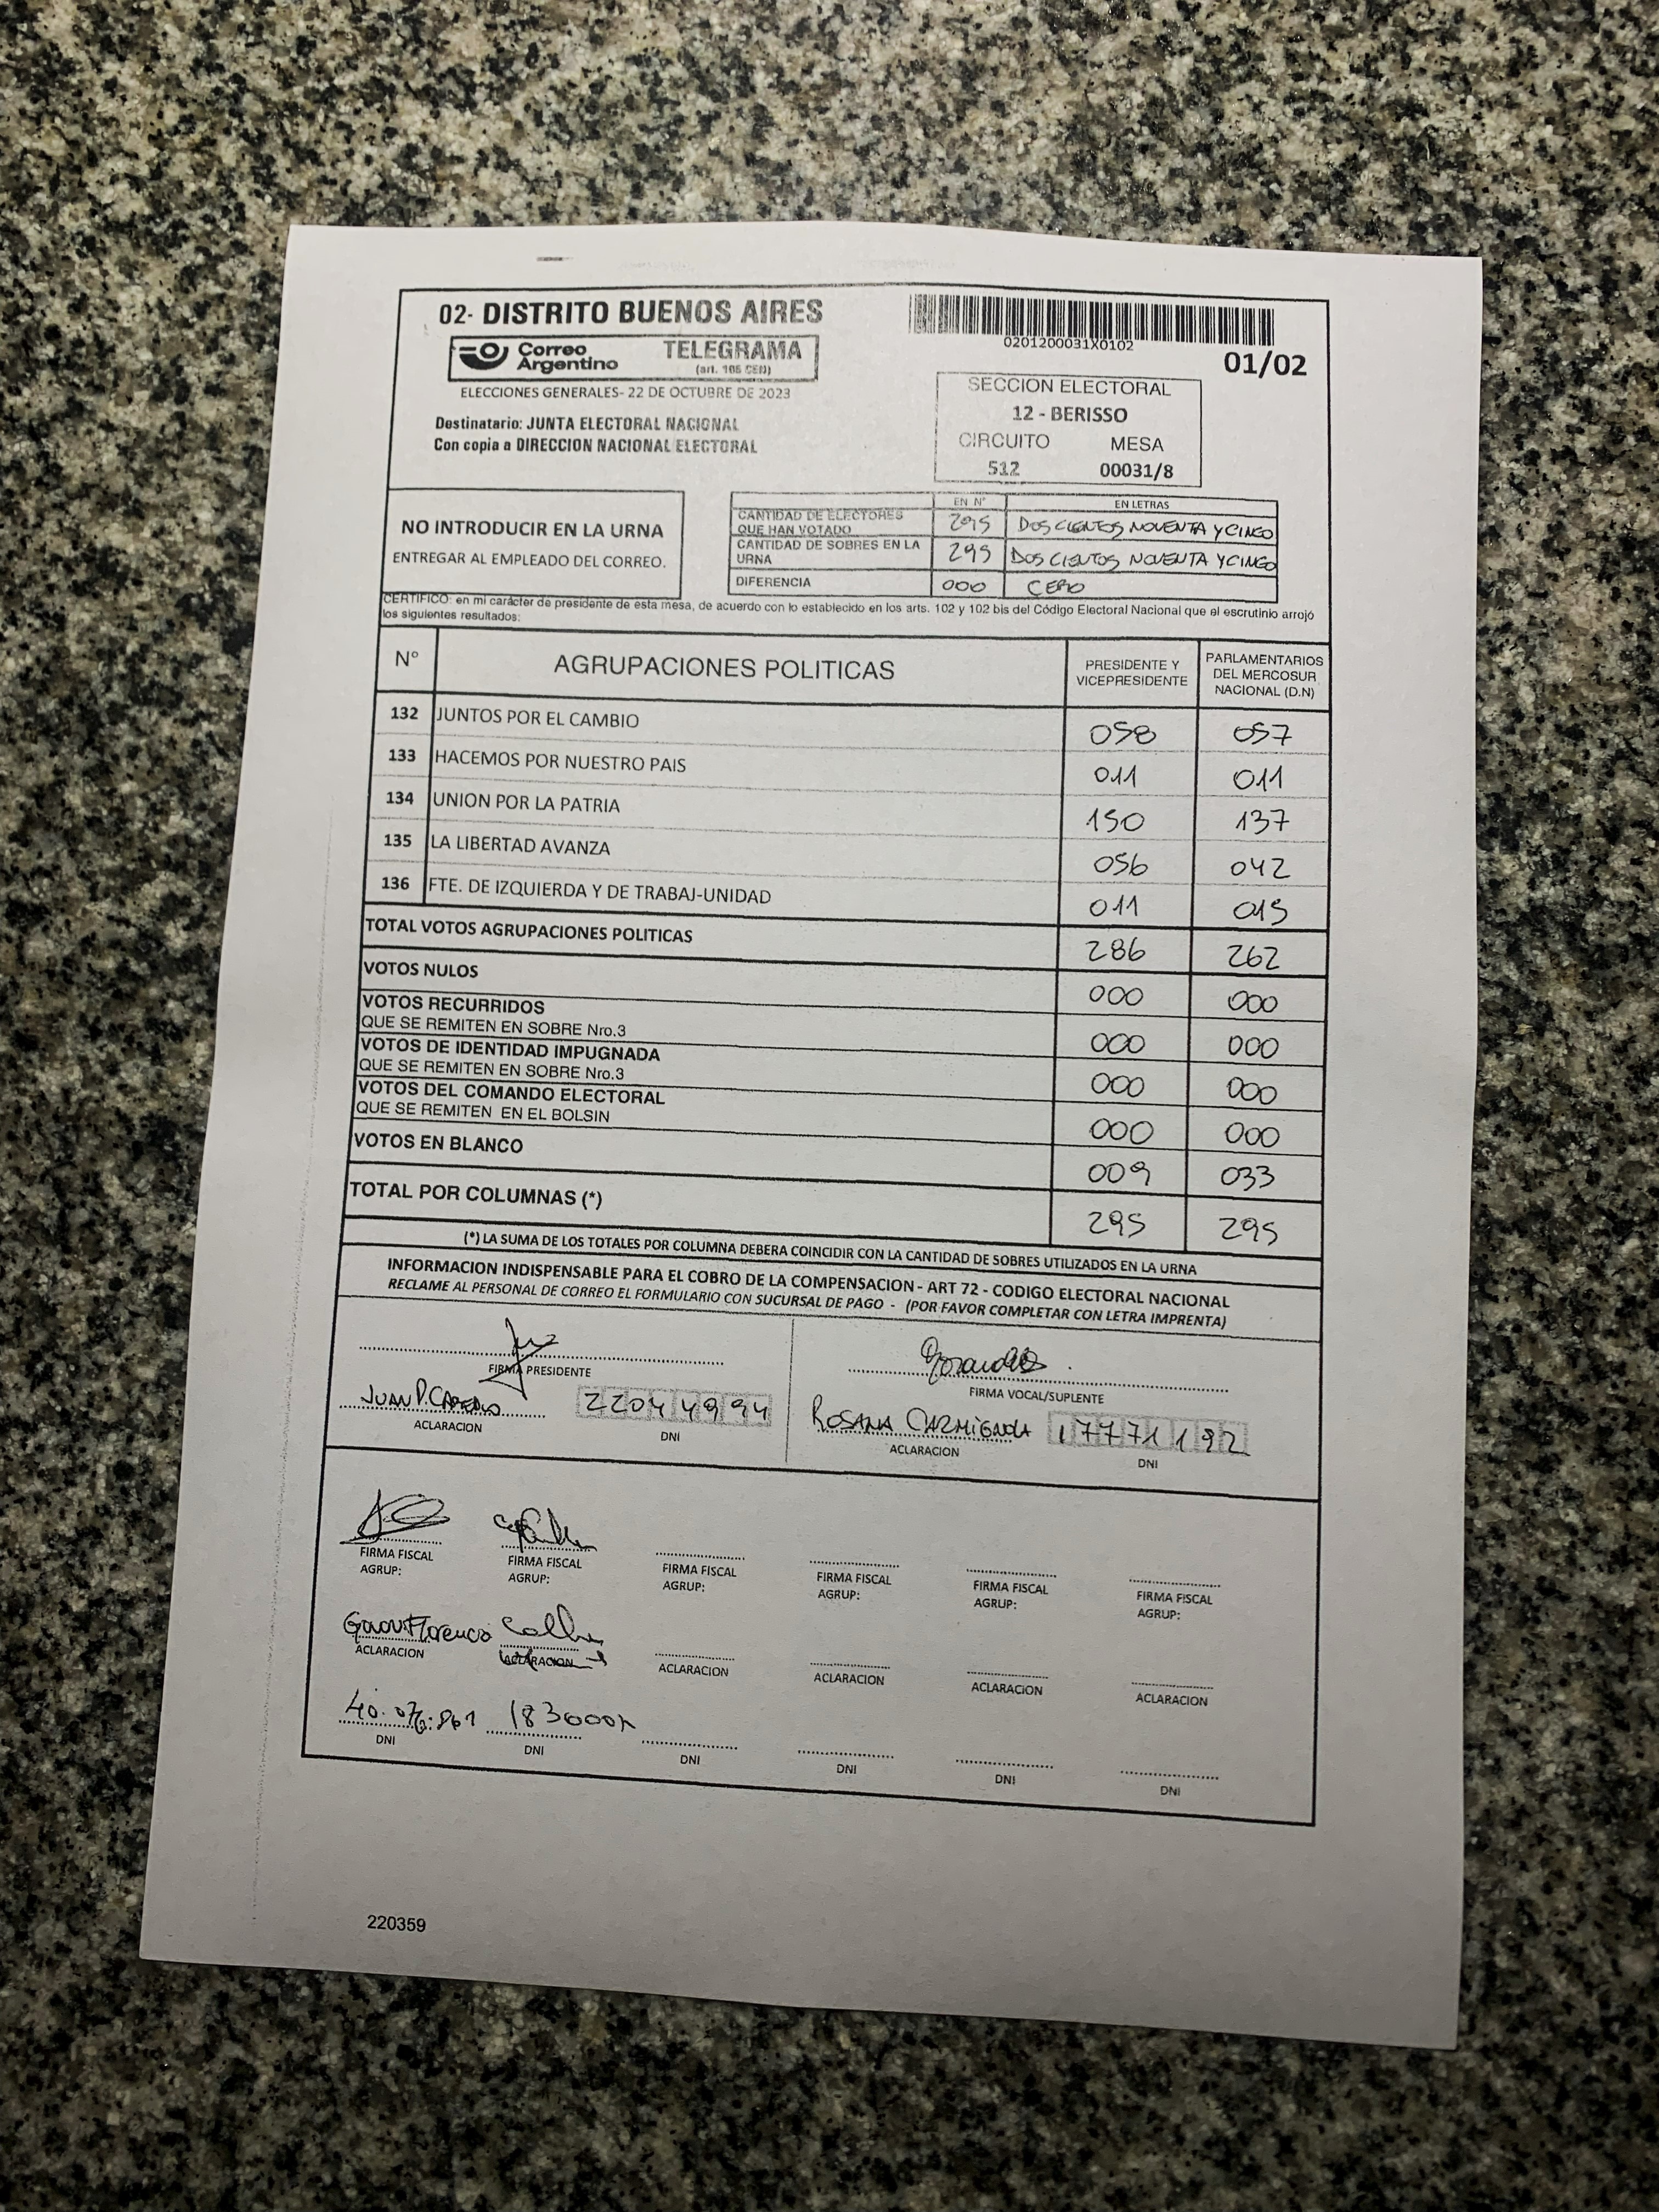 02- DISTRITO BUENOS AIRES
Correo Argentino TELEGRAMA
(art. 105 CEN)
ELECCIONES GENERALES- 22 DE OCTUBRE DE 2023
Destinatario: JUNTA ELECTORAL NACIONAL
Con copia a DIRECCION NACIONAL ELECTORAL
0201200031X0102
01/02
SECCION ELECTORAL
12 - BERISSO
CIRCUITO MESA
512 00031/8
NO INTRODUCIR EN LA URNA
ENTREGAR AL EMPLEADO DEL CORREO.
EN Nº EN LETRAS
CANTIDAD DE ELECTORES QUE HAN VOTADO 295 DOSCIENTOS NOVENTA Y CINCO
CANTIDAD DE SOBRES EN LA URNA 295 DOSCIENTOS NOVENTA Y CINCO
DIFERENCIA 000 CERO
CERTIFICO: en mi carácter de presidente de esta mesa, de acuerdo con lo establecido en los arts. 102 y 102 bis del Código Electoral Nacional que el escrutinio arrojó
los siguientes resultados:
Nº AGRUPACIONES POLITICAS PRESIDENTE Y VICEPRESIDENTE PARLAMENTARIOS DEL MERCOSUR NACIONAL (D.N)
132 JUNTOS POR EL CAMBIO 058 057
133 HACEMOS POR NUESTRO PAIS 011 011
134 UNION POR LA PATRIA 150 137
135 LA LIBERTAD AVANZA 056 042
136 FTE. DE IZQUIERDA Y DE TRABAJ-UNIDAD 011 015
TOTAL VOTOS AGRUPACIONES POLITICAS 286 262
VOTOS NULOS 000 000
VOTOS RECURRIDOS
QUE SE REMITEN EN SOBRE Nro.3 000 000
VOTOS DE IDENTIDAD IMPUGNADA
QUE SE REMITEN EN SOBRE Nro.3 000 000
VOTOS DEL COMANDO ELECTORAL
QUE SE REMITEN EN EL BOLSIN 000 000
VOTOS EN BLANCO 009 033
TOTAL POR COLUMNAS (*) 295 295
(*) LA SUMA DE LOS TOTALES POR COLUMNA DEBERA COINCIDIR CON LA CANTIDAD DE SOBRES UTILIZADOS EN LA URNA
INFORMACION INDISPENSABLE PARA EL COBRO DE LA COMPENSACION - ART 72 - CODIGO ELECTORAL NACIONAL
RECLAME AL PERSONAL DE CORREO EL FORMULARIO CON SUCURSAL DE PAGO - (POR FAVOR COMPLETAR CON LETRA IMPRENTA)
FIRMA PRESIDENTE FIRMA VOCAL/SUPLENTE
JUAN P. 22044994 ROSANA CARMIGNOLA 17771192
ACLARACION DNI ACLARACION DNI
FIRMA FISCAL FIRMA FISCAL FIRMA FISCAL FIRMA FISCAL FIRMA FISCAL FIRMA FISCAL
AGRUP: AGRUP: AGRUP: AGRUP: AGRUP: AGRUP:
ACLARACION ACLARACION ACLARACION ACLARACION ACLARACION ACLARACION
DNI DNI DNI DNI DNI DNI
220359